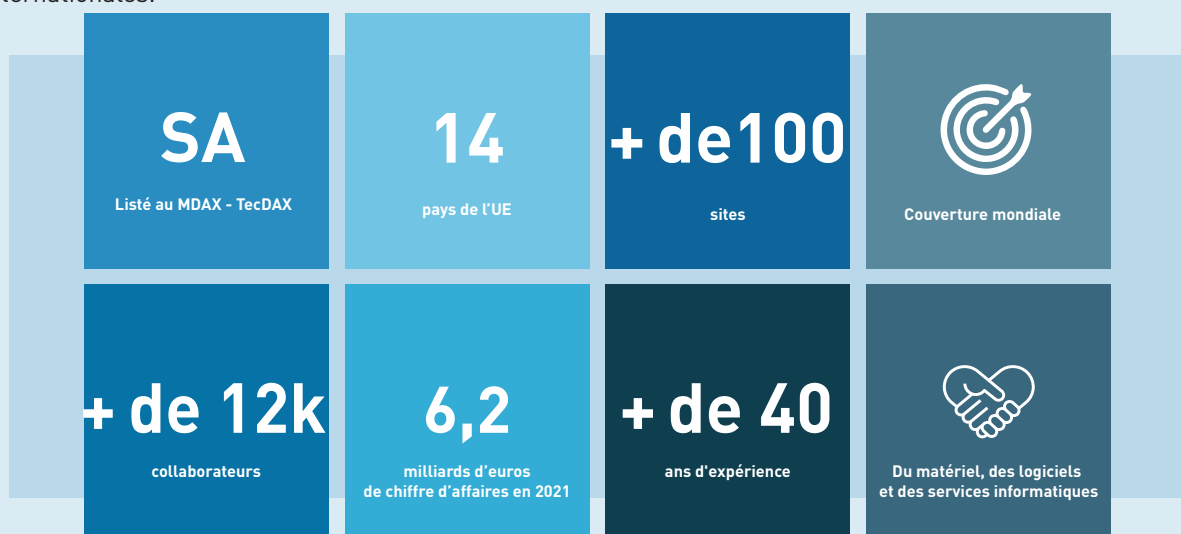 ternationales.
SA
Listé au MDAX - TecDAX
14
pays de l'UE
+ de100
sites
Couverture mondiale
+ de 12k
collaborateurs
6,2
milliards d'euros
de chiffre d'affaires en 2021
+ de 40
ans d'expérience
Du matériel, des logiciels
et des services informatiques